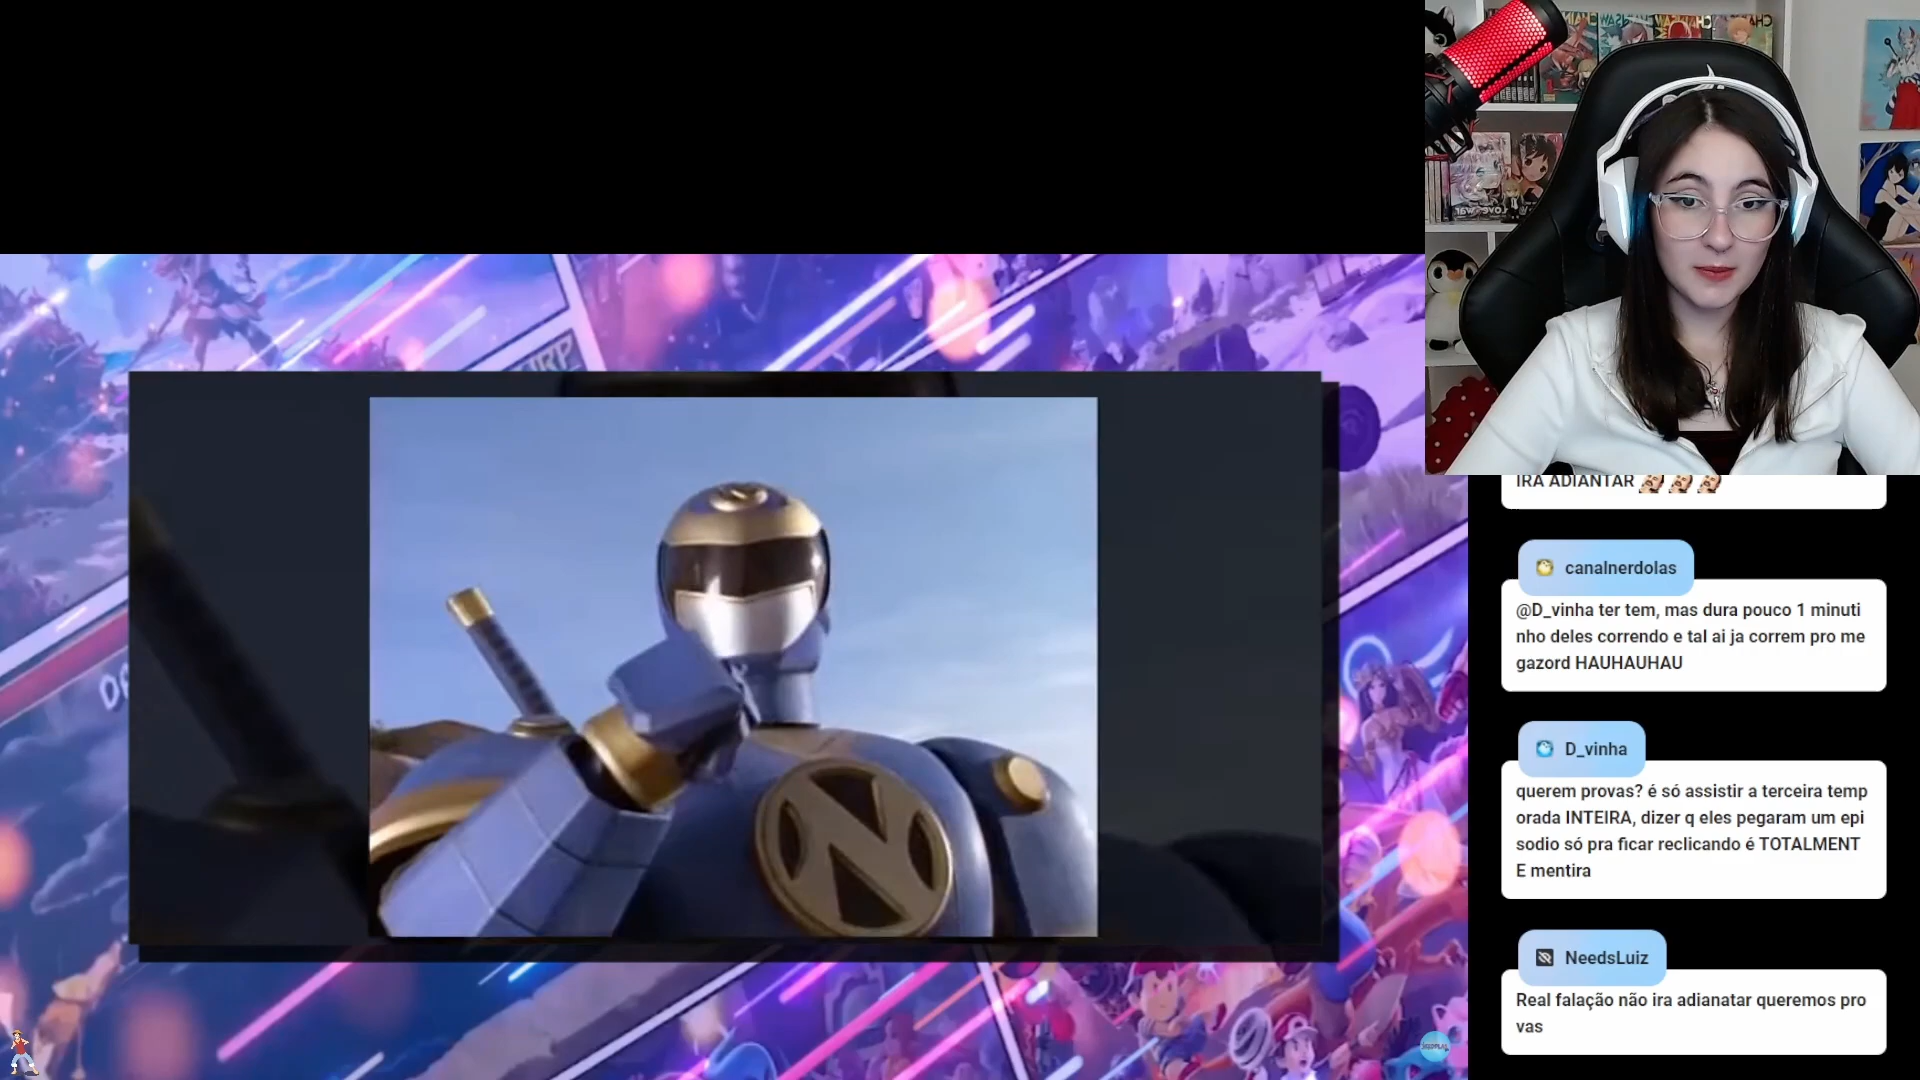 IRA ADIANTAR
canalnerdolas
@D_vinha ter tem, mas dura pouco 1 minuti
nho deles correndo e tal ai ja correm pro me
gazord HAUHAUHAU
D_vinha
querem provas? é só assistir a terceira temp
orada INTEIRA, dizer q eles pegaram um epi
sodio só pra ficar reclicando é TOTALMENT
E mentira
NeedsLuiz
Real falação não ira adianatar queremos pro
vas
N